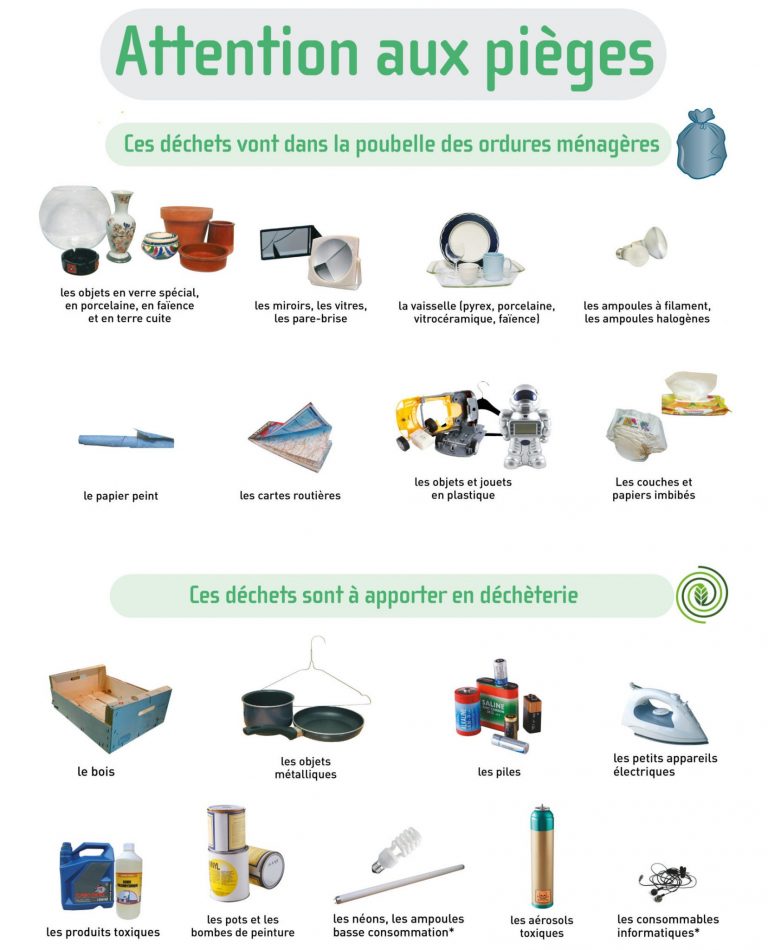 Attention aux pièges
Ces déchets vont dans la poubelle des ordures ménagères
les objets en verre spécial,
en porcelaine, en faïence
et en terre cuite
les miroirs, les vitres,
les pare-brise
la vaisselle (pyrex, porcelaine,
vitrocéramique, faïence)
les ampoules à filament,
les ampoules halogènes
le papier peint
les cartes routières
les objets et jouets
en plastique
Les couches et
papiers imbibés
Ces déchets sont à apporter en déchèterie
le bois
les objets
métalliques
SALINE
les piles
les petits appareils
électriques
les produits toxiques
les pots et les
bombes de peinture
les néons, les ampoules
basse consommation*
les aérosols
toxiques
les consommables
informatiques*